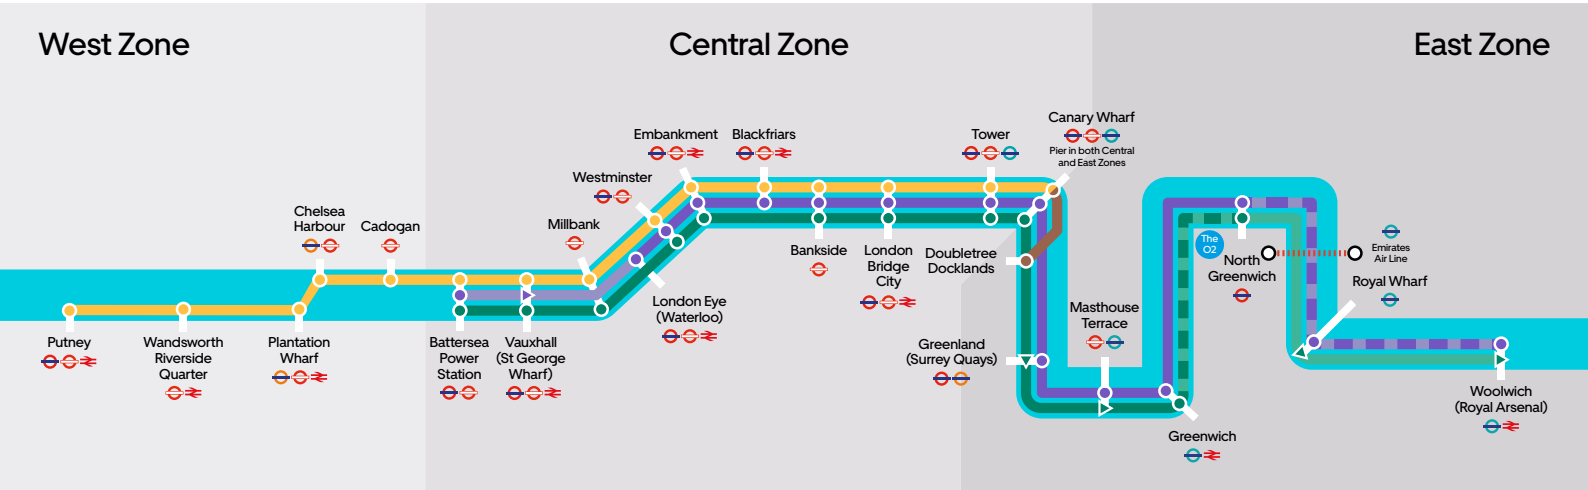 West Zone
Central Zone
East Zone
Putney
Wandsworth
Riverside
Quarter
Plantation
Wharf
Chelsea
Harbour
Cadogan
Battersea
Power
Station
Vauxhall
(St George
Wharf)
Millbank
Westminster
Embankment
London Eye
(Waterloo)
Blackfriars
Bankside
London
Bridge
City
Tower
Canary Wharf
Pier in both Central
and East Zones
Doubletree
Docklands
Greenland
(Surrey Quays)
Masthouse
Terrace
Greenwich
The
O2
North
Greenwich
Emirates
Air Line
Royal Wharf
Woolwich
(Royal Arsenal)